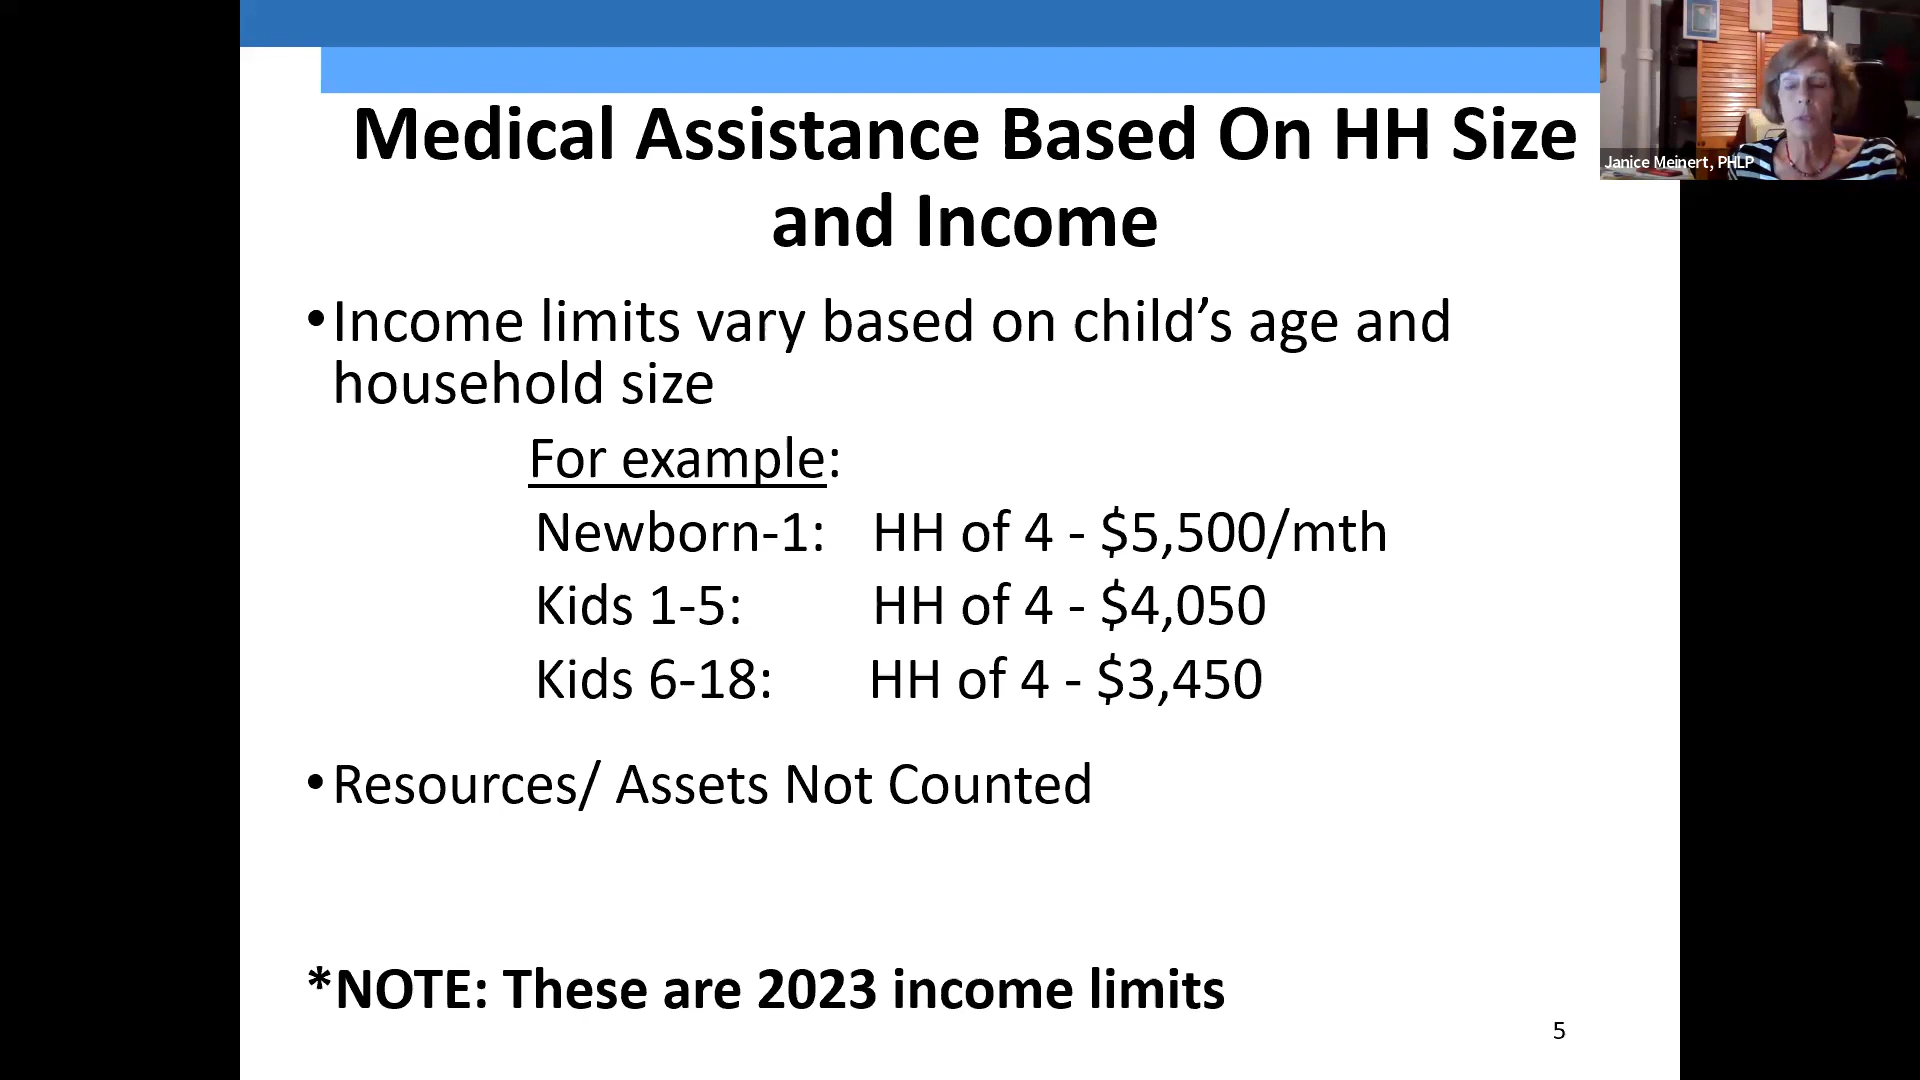 Medical Assistance Based On HH Size
and Income
•Income limits vary based on child’s age and
household size
For example:
Newborn-1: HH of 4 - $5,500/mth
Kids 1-5: HH of 4 - $4,050
Kids 6-18: HH of 4 - $3,450
•Resources/ Assets Not Counted
*NOTE: These are 2023 income limits
5
Janice Meinert, PHLP